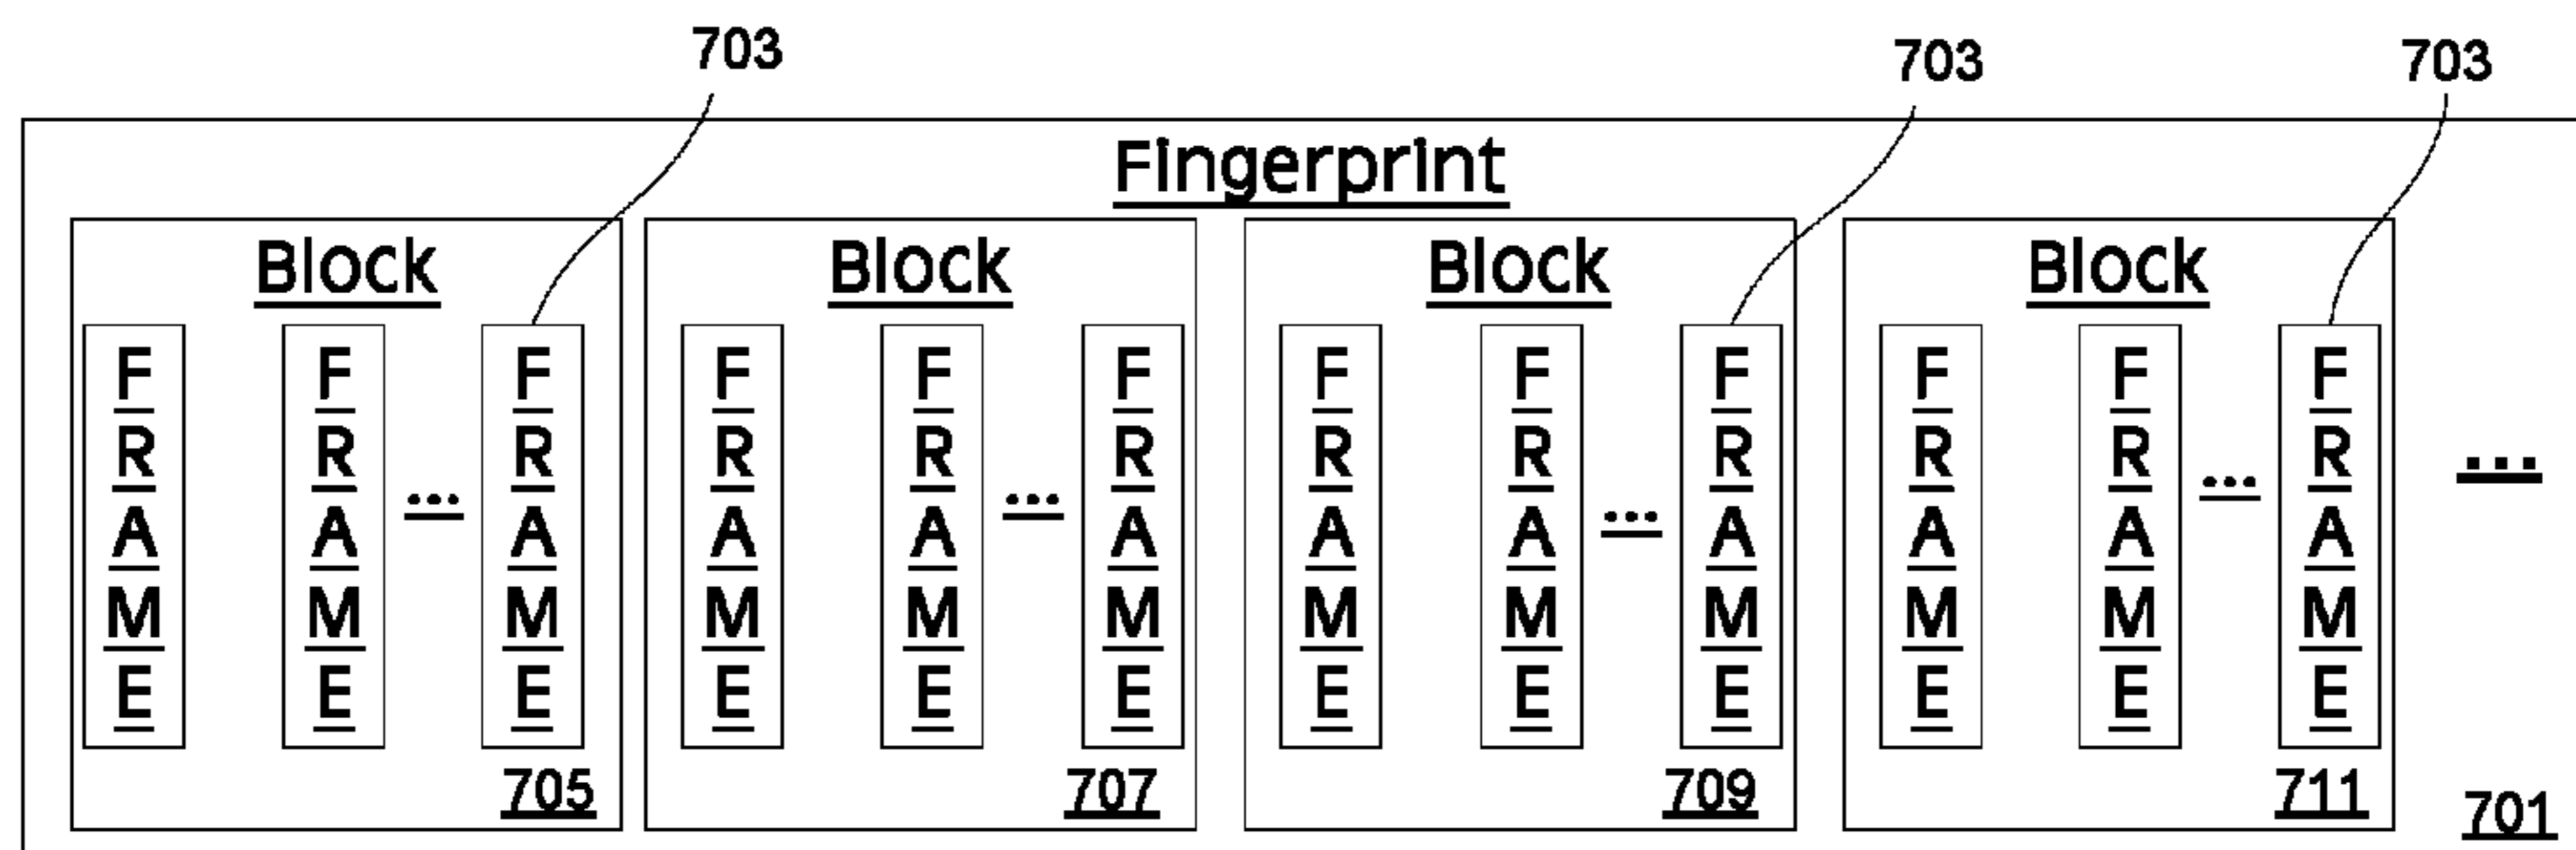 703 703 703
Fingerprint
Block Block Block Block
FRAME FRAME ... FRAME FRAME FRAME ... FRAME FRAME FRAME ... FRAME FRAME FRAME ... FRAME ...
705 707 709 711 701